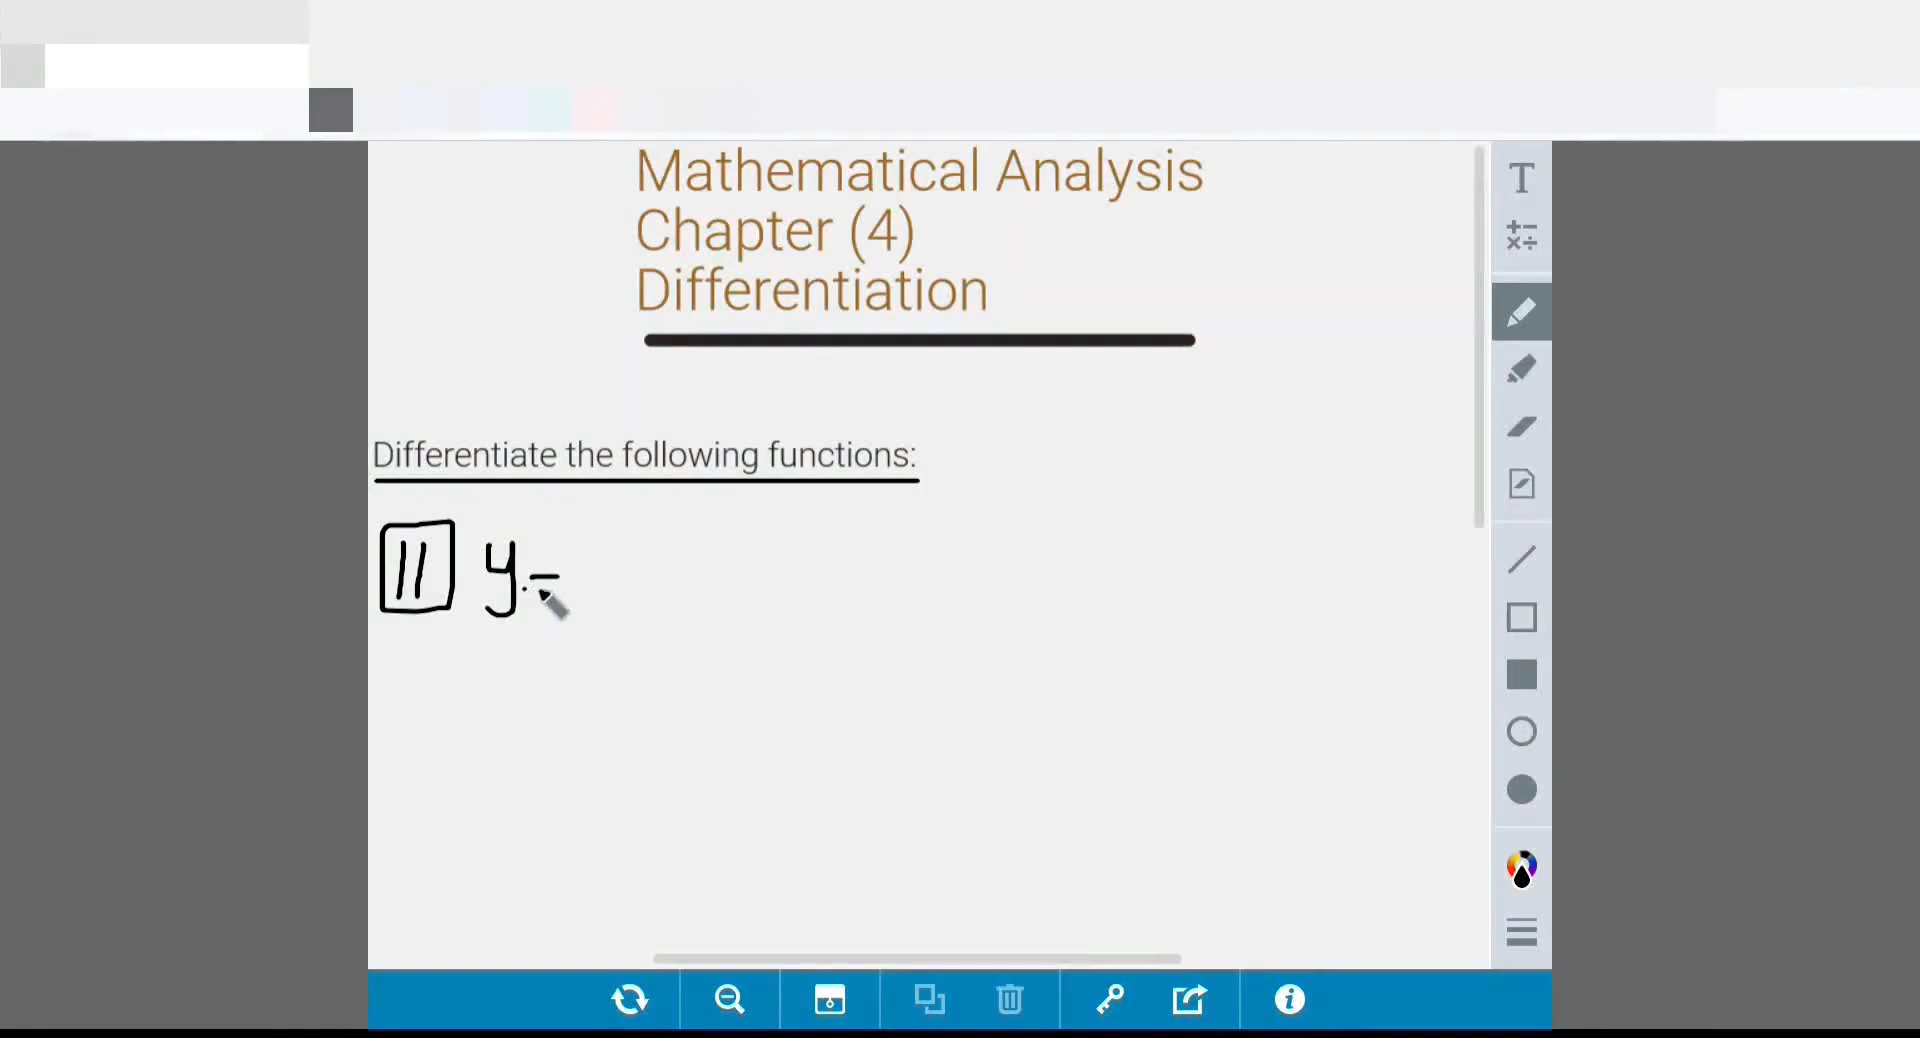 Mathematical Analysis
Chapter (4)
Differentiation
Differentiate the following functions:
11 y =